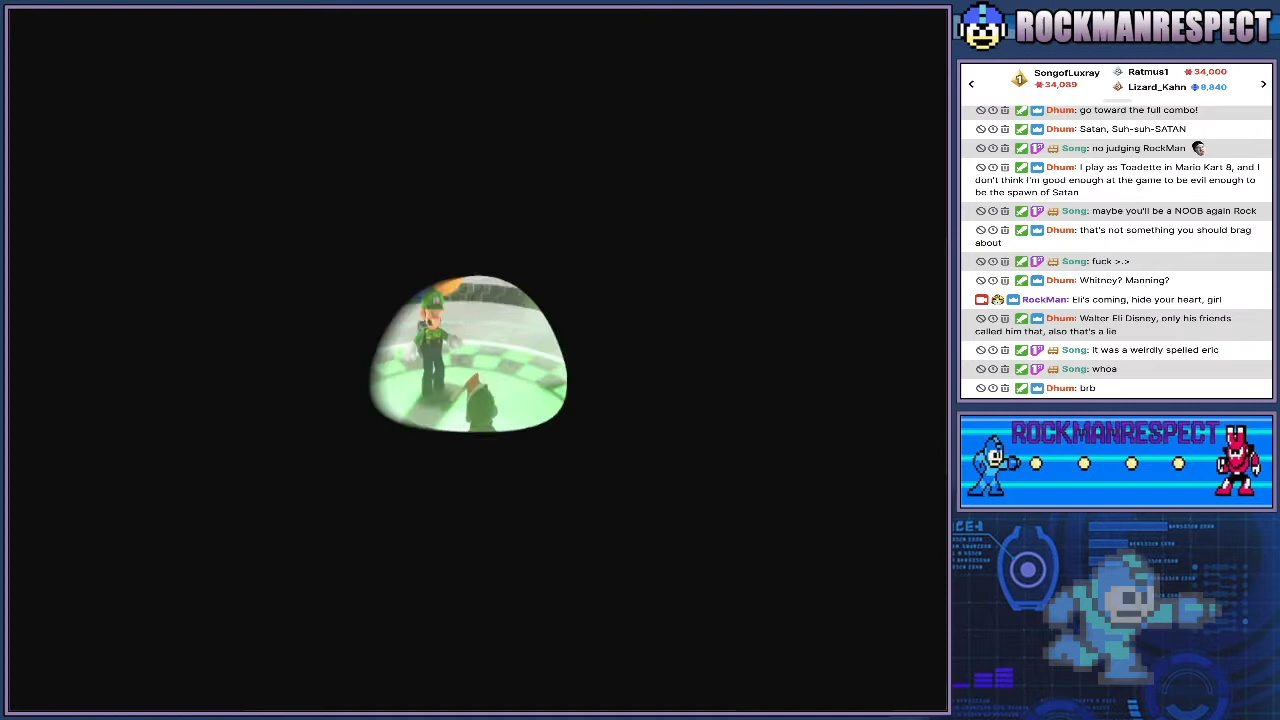 ROCKMANRESPECT
SongofLuxray
34,089
Ratmus1 34,000
Lizard_Kahn 8,840
Dhum: go toward the full combo!
Dhum: Satan, Suh-suh-SATAN
Song: no judging RockMan
Dhum: I play as Toadette in Mario Kart 8, and I
don't think I'm good enough at the game to be evil enough to
be the spawn of Satan
Song: maybe you'll be a NOOB again Rock
Dhum: that's not something you should brag
about
Song: fuck >.>
Dhum: Whitney? Manning?
RockMan: Eli's coming, hide your heart, girl
Dhum: Walter Eli Disney, only his friends
called him that, also that's a lie
Song: it was a weirdly spelled eric
Song: whoa
Dhum: brb
ROCKMANRESPECT